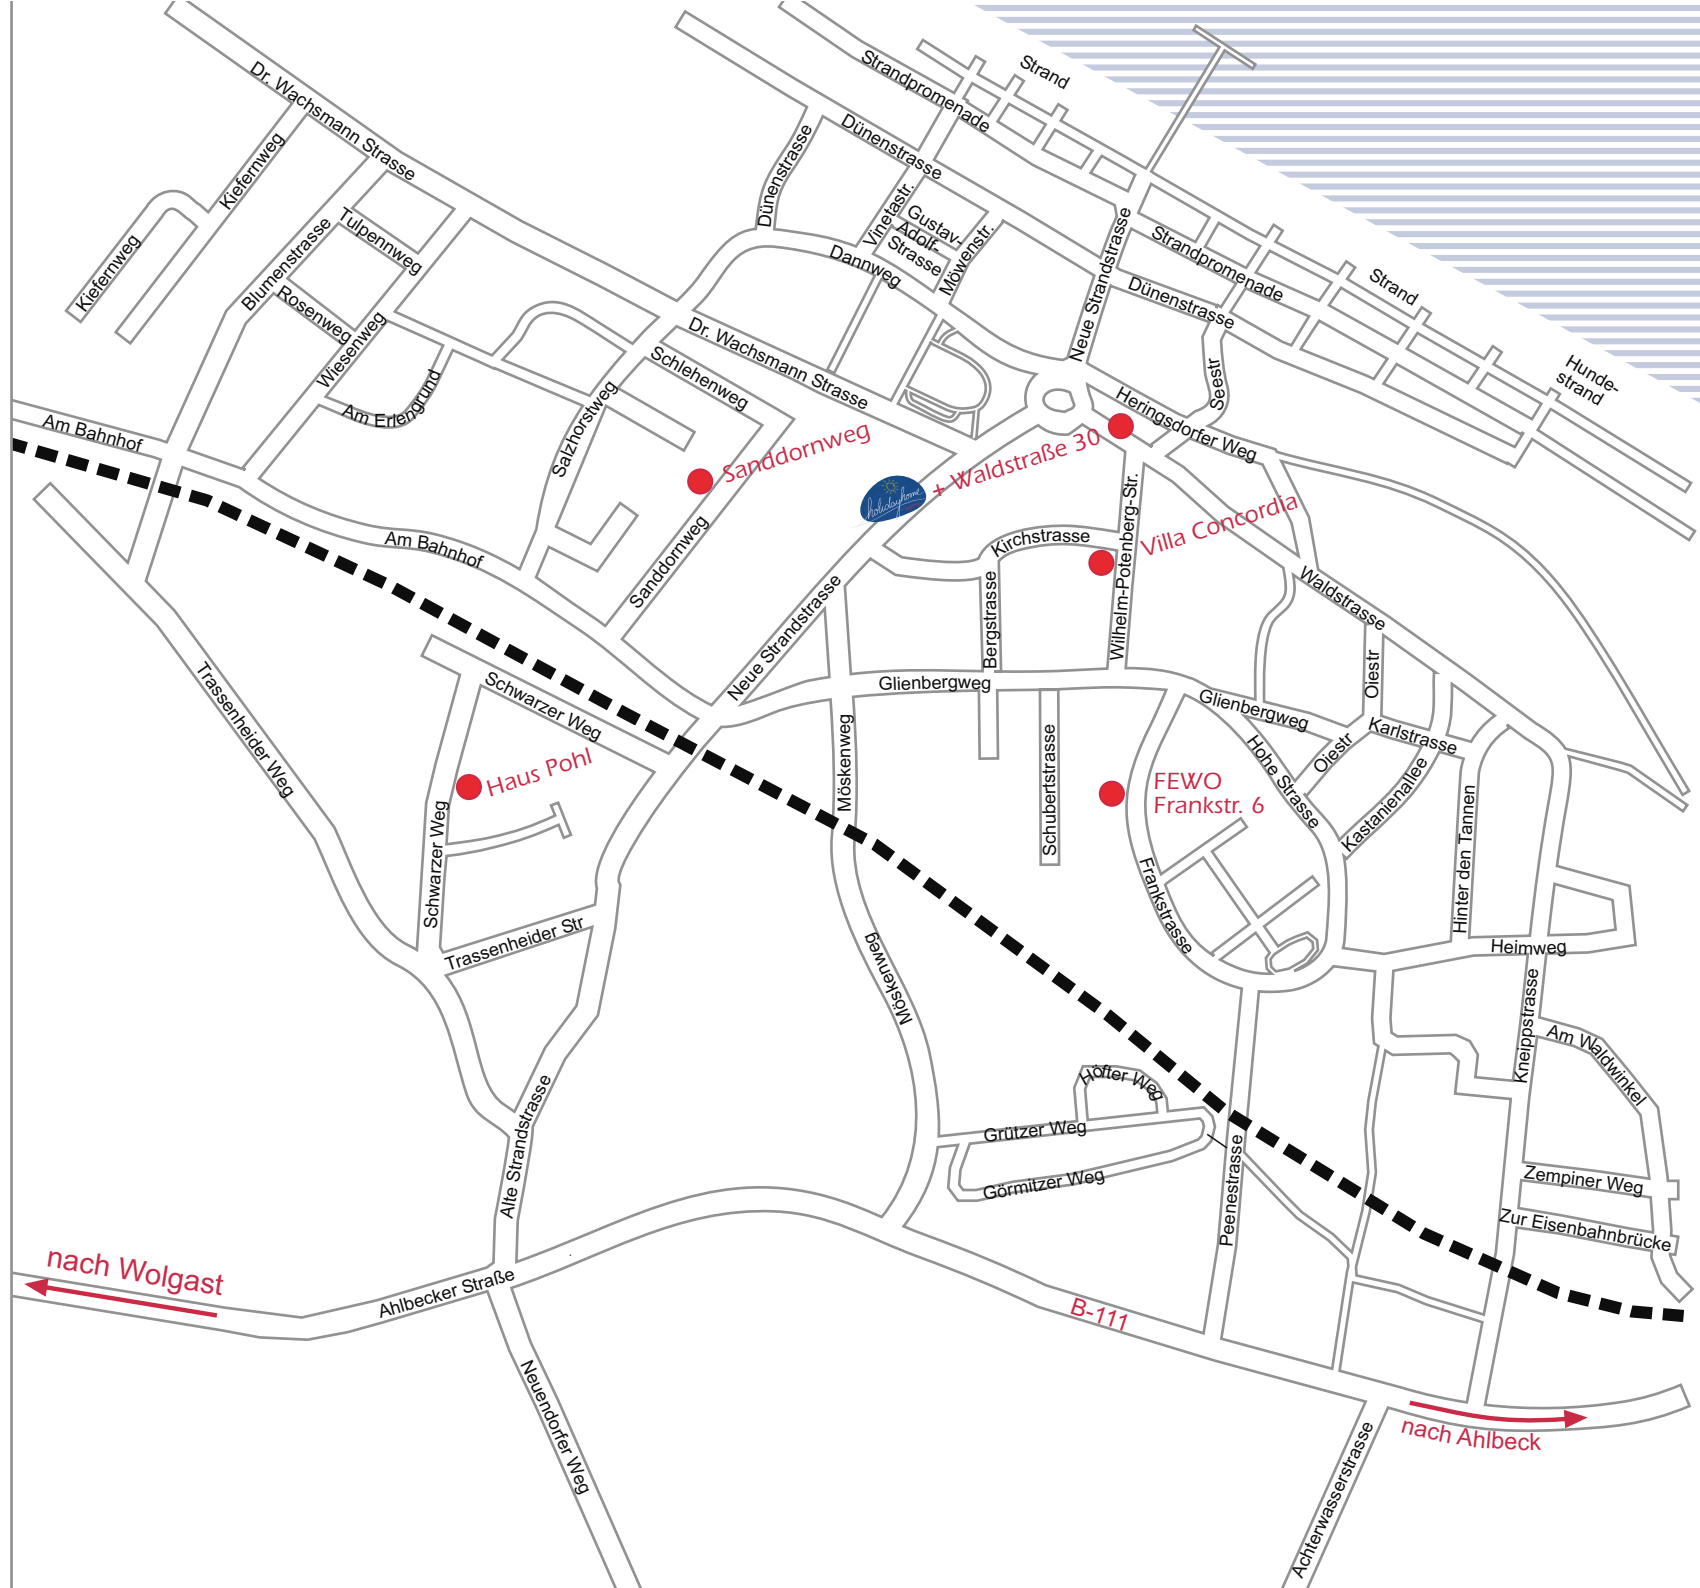 Strand
Strandpromenade
Dr. Wachsmann Strasse
Dünenstrasse
Dünenstrasse
Kiefernweg
Kiefernweg
Vinetastr.
Gustav-
Adolf-
Strasse
Möwenstr.
Dannweg
Tulpennweg
Blumenstrasse
Rosenweg
Wiesenweg
Neue Strandstrasse
Strandpromenade
Dünenstrasse
Strand
Hunde-
strand
Seestr
Dr. Wachsmann Strasse
Schlehenweg
Am Erlengrund
Am Bahnhof
Salzhorstweg
Heringsdorfer Weg
Sanddornweg
holidayhome
+ Waldstraße 30
Villa Concordia
Wilhelm-Potenberg-Str.
Kirchstrasse
Am Bahnhof
Sanddornweg
Neue Strandstrasse
Bergstrasse
Waldstrasse
Oiestr
Glienbergweg
Glienbergweg
Karlstrasse
Oiestr
Hohe Strasse
Kastanienallee
Trassenheider Weg
Schwarzer Weg
Haus Pohl
Schwarzer Weg
Möskenweg
Schubertstrasse
FEWO
Frankstr. 6
Frankstrasse
Hinter den Tannen
Heimweg
Trassenheider Str
Möskenweg
Kneippstrasse
Am Waldwinkel
Höfter Weg
Grützer Weg
Görmitzer Weg
Peenestrasse
Alte Strandstrasse
Zempiner Weg
Zur Eisenbahnbrücke
nach Wolgast
Ahlbecker Straße
B-111
Neuendorfer Weg
nach Ahlbeck
Achterwasserstrasse